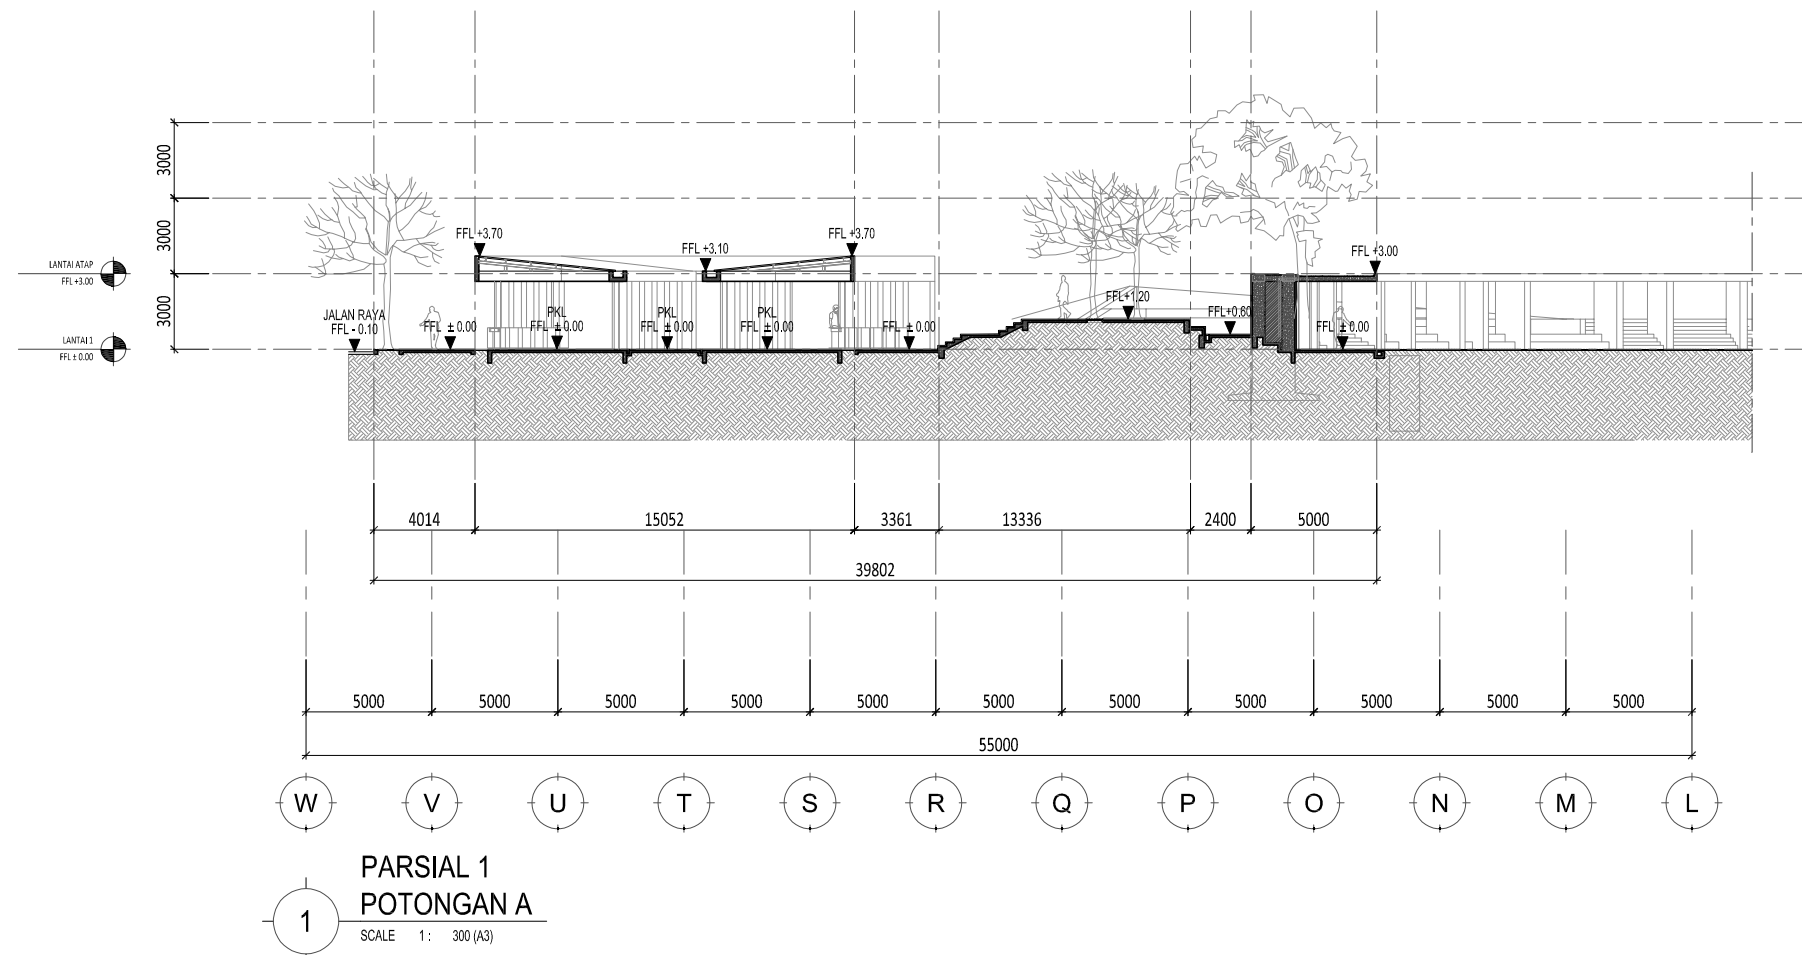 3000
3000
3000
LANTAI ATAP
FFL +3.00
LANTAI 1
FFL ± 0.00
FFL +3.70
FFL +3.10
FFL +3.70
FFL +3.00
JALAN RAYA
FFL - 0.10
FFL ± 0.00
PKL
FFL ± 0.00
PKL
FFL ± 0.00
PKL
FFL ± 0.00
FFL ± 0.00
FFL+1.20
FFL+0.60
FFL ± 0.00
4014
15052
3361
13336
2400
5000
39802
5000
5000
5000
5000
5000
5000
5000
5000
5000
5000
5000
55000
W
V
U
T
S
R
Q
P
O
N
M
L
1
PARSIAL 1
POTONGAN A
SCALE 1 : 300 (A3)